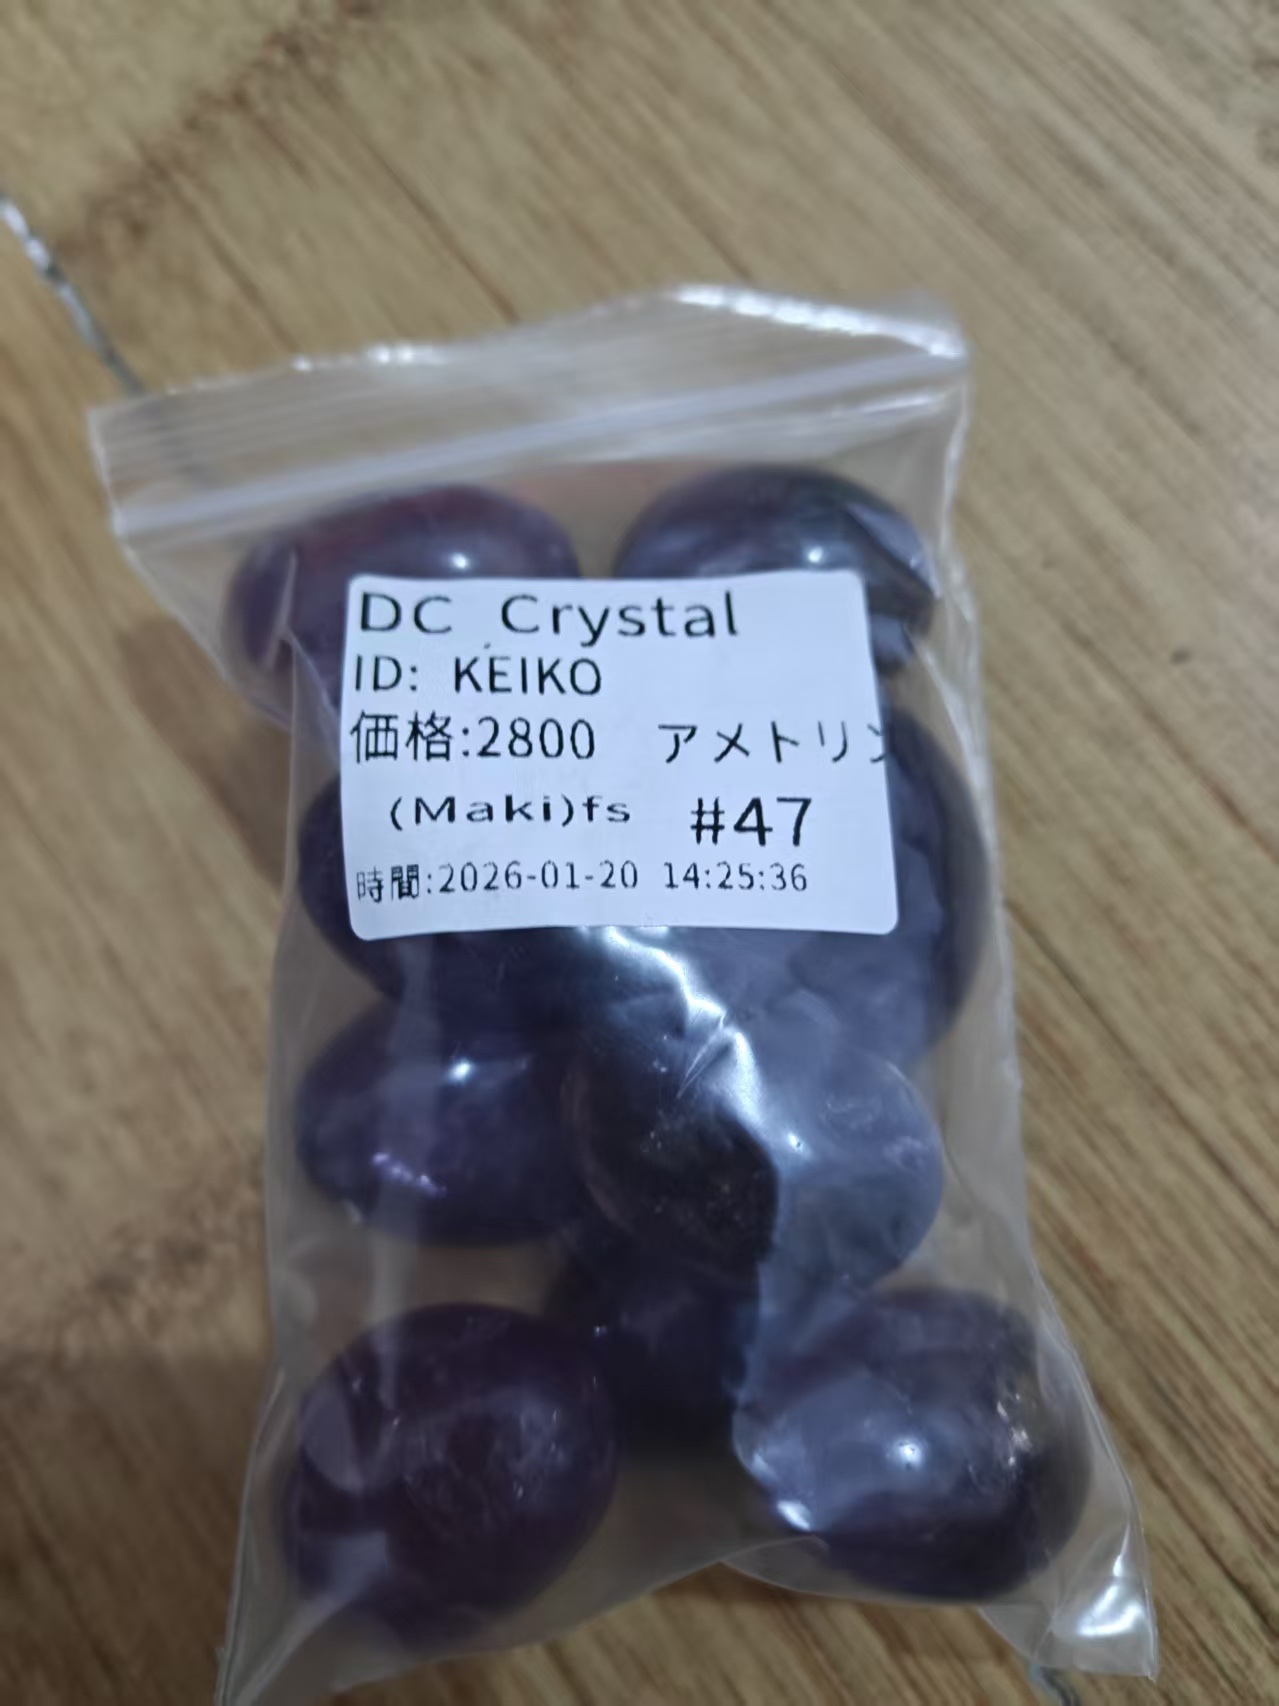 DC Crystal
ID: KEIKO
価格:2800 アメトリン
(Maki)fs #47
時間:2026-01-20 14:25:36